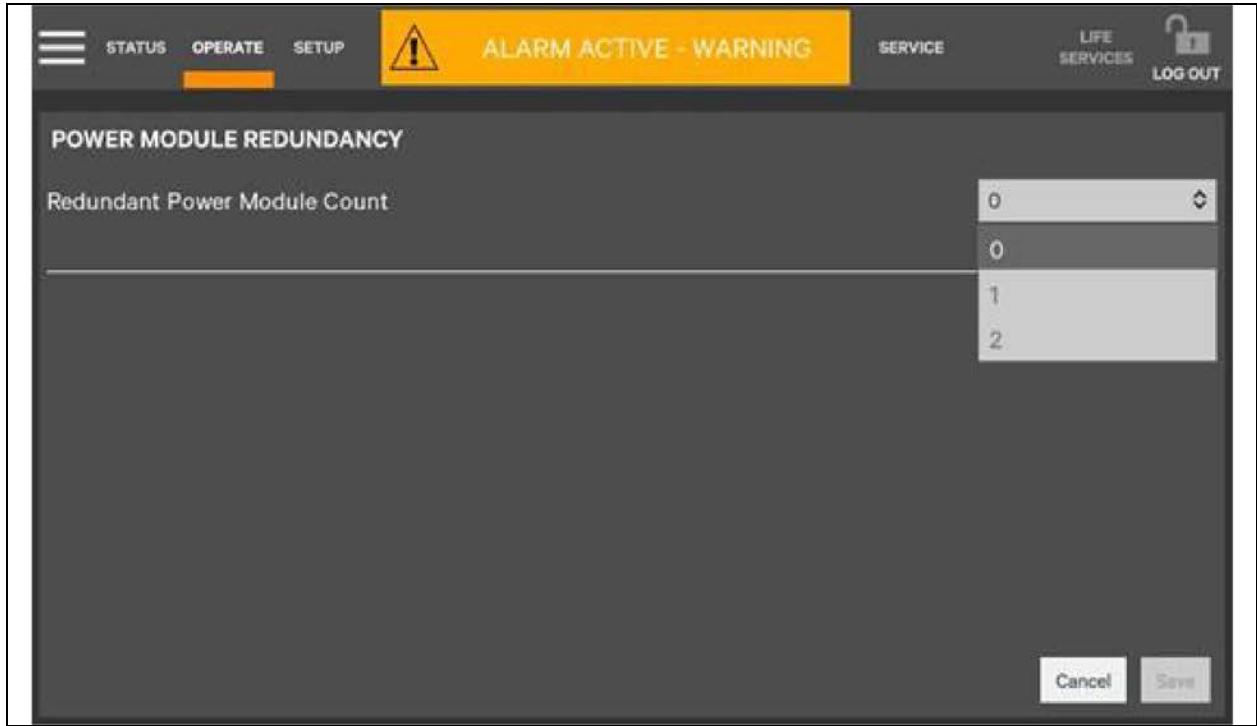 STATUS OPERATE SETUP ALARM ACTIVE - WARNING SERVICE LIFE SERVICES LOG OUT
POWER MODULE REDUNDANCY
Redundant Power Module Count 0
0
1
2
Cancel Save